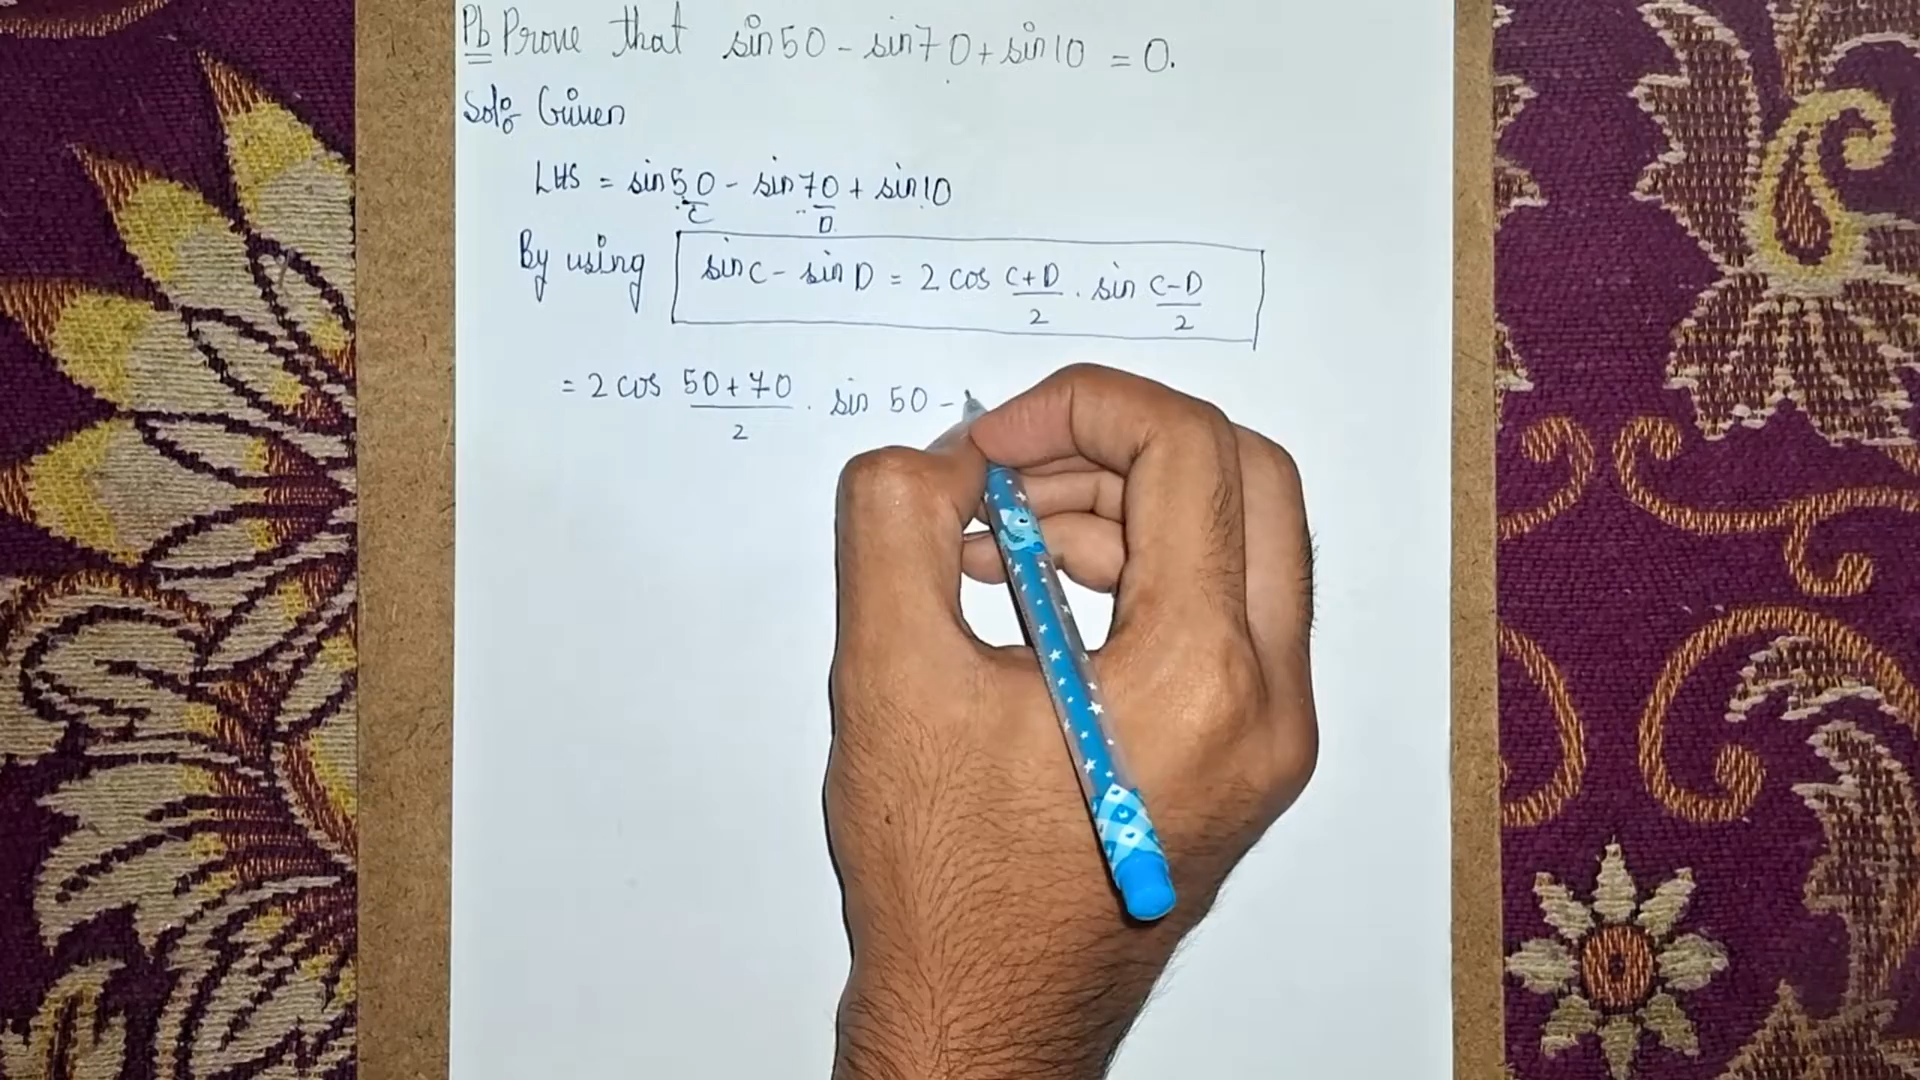 Pb Prove that sin50 - sin70 + sin10 = 0.
Sol: Given
LHS = sin50 - sin70 + sin10
C D
By using sinC - sinD = 2 cos C+D/2 . sin C-D/2
= 2 cos 50+70/2 . sin 50 -